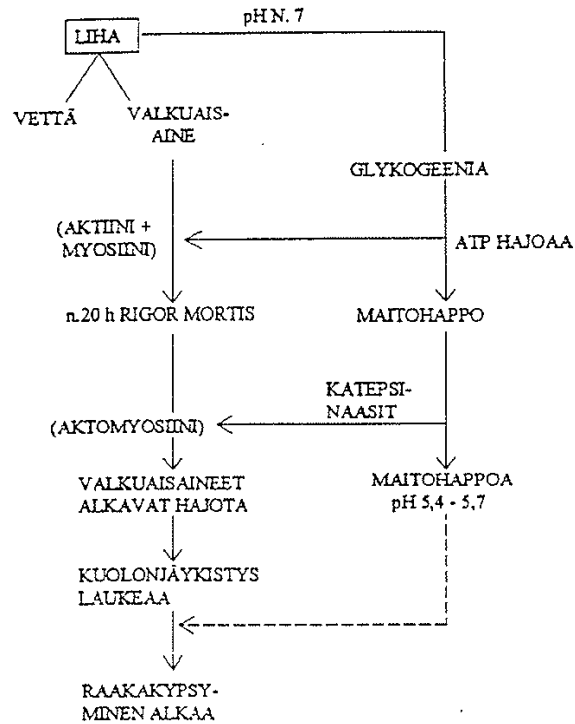 pH N. 7
LIHA
VETTÄ
VALKUAIS-
AINE
GLYKOGEENIA
(AKTIINI +
MYOSIINI)
ATP HAJOAA
n.20 h RIGOR MORTIS
MAITOHAPPO
KATEPSI-
NAASIT
(AKTOMYOSIINI)
VALKUAISAINEET
ALKAVAT HAJOTA
MAITOHAPPOA
pH 5,4 - 5,7
KUOLONJÄYKISTYS
LAUKEAA
RAAKAKYPSY-
MINEN ALKAA